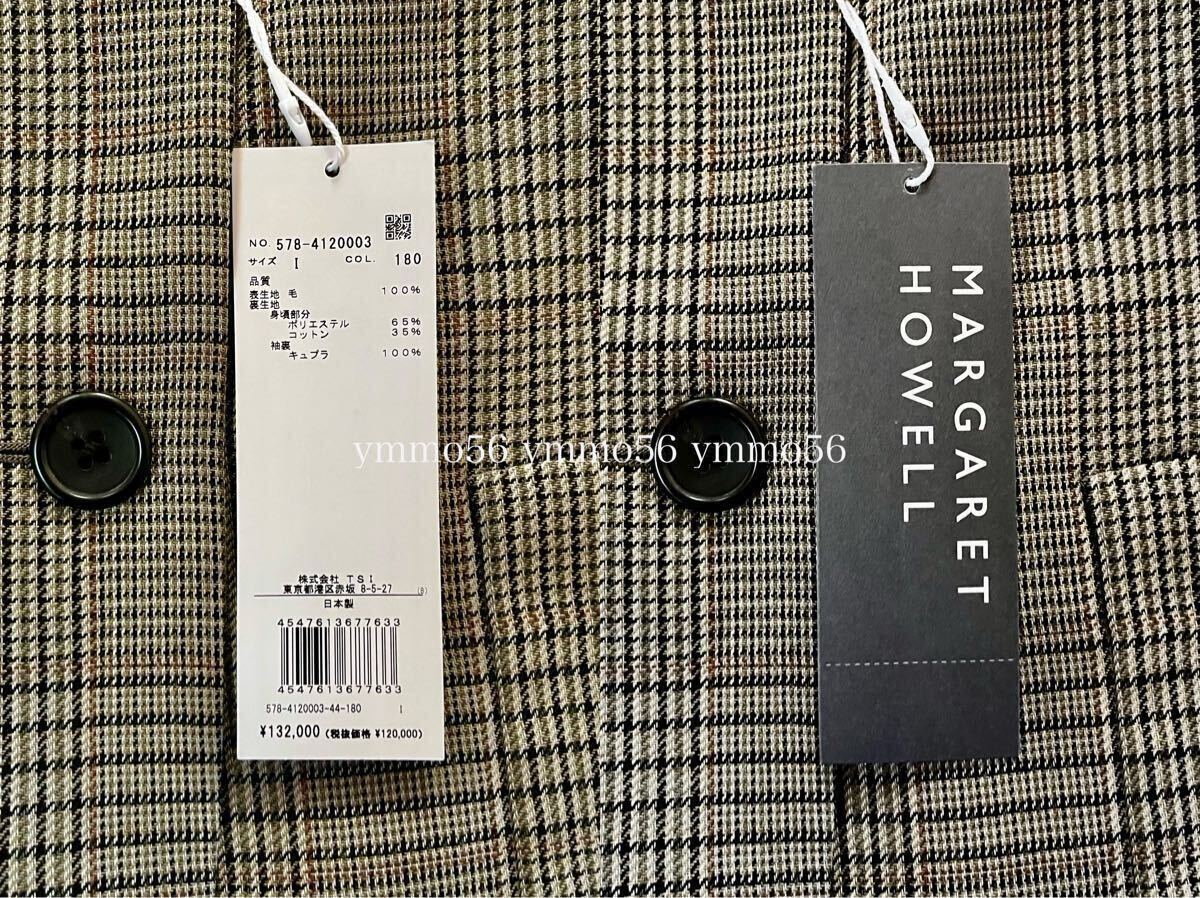 NO. 578-4120003
サイズ I COL. 180
品質
表生地 毛 100%
裏生地
身頃部分
ポリエステル 65%
コットン 35%
袖裏
キュプラ 100%
株式会社 TSI
東京都港区赤坂 8-5-27 (B)
日本製
4547613677633
4547613677633
578-4120003-44-180 I
¥132,000 (税抜価格 ¥120,000)
MARGARET
HOWELL
ymmo56 ymmo56 ymmo56